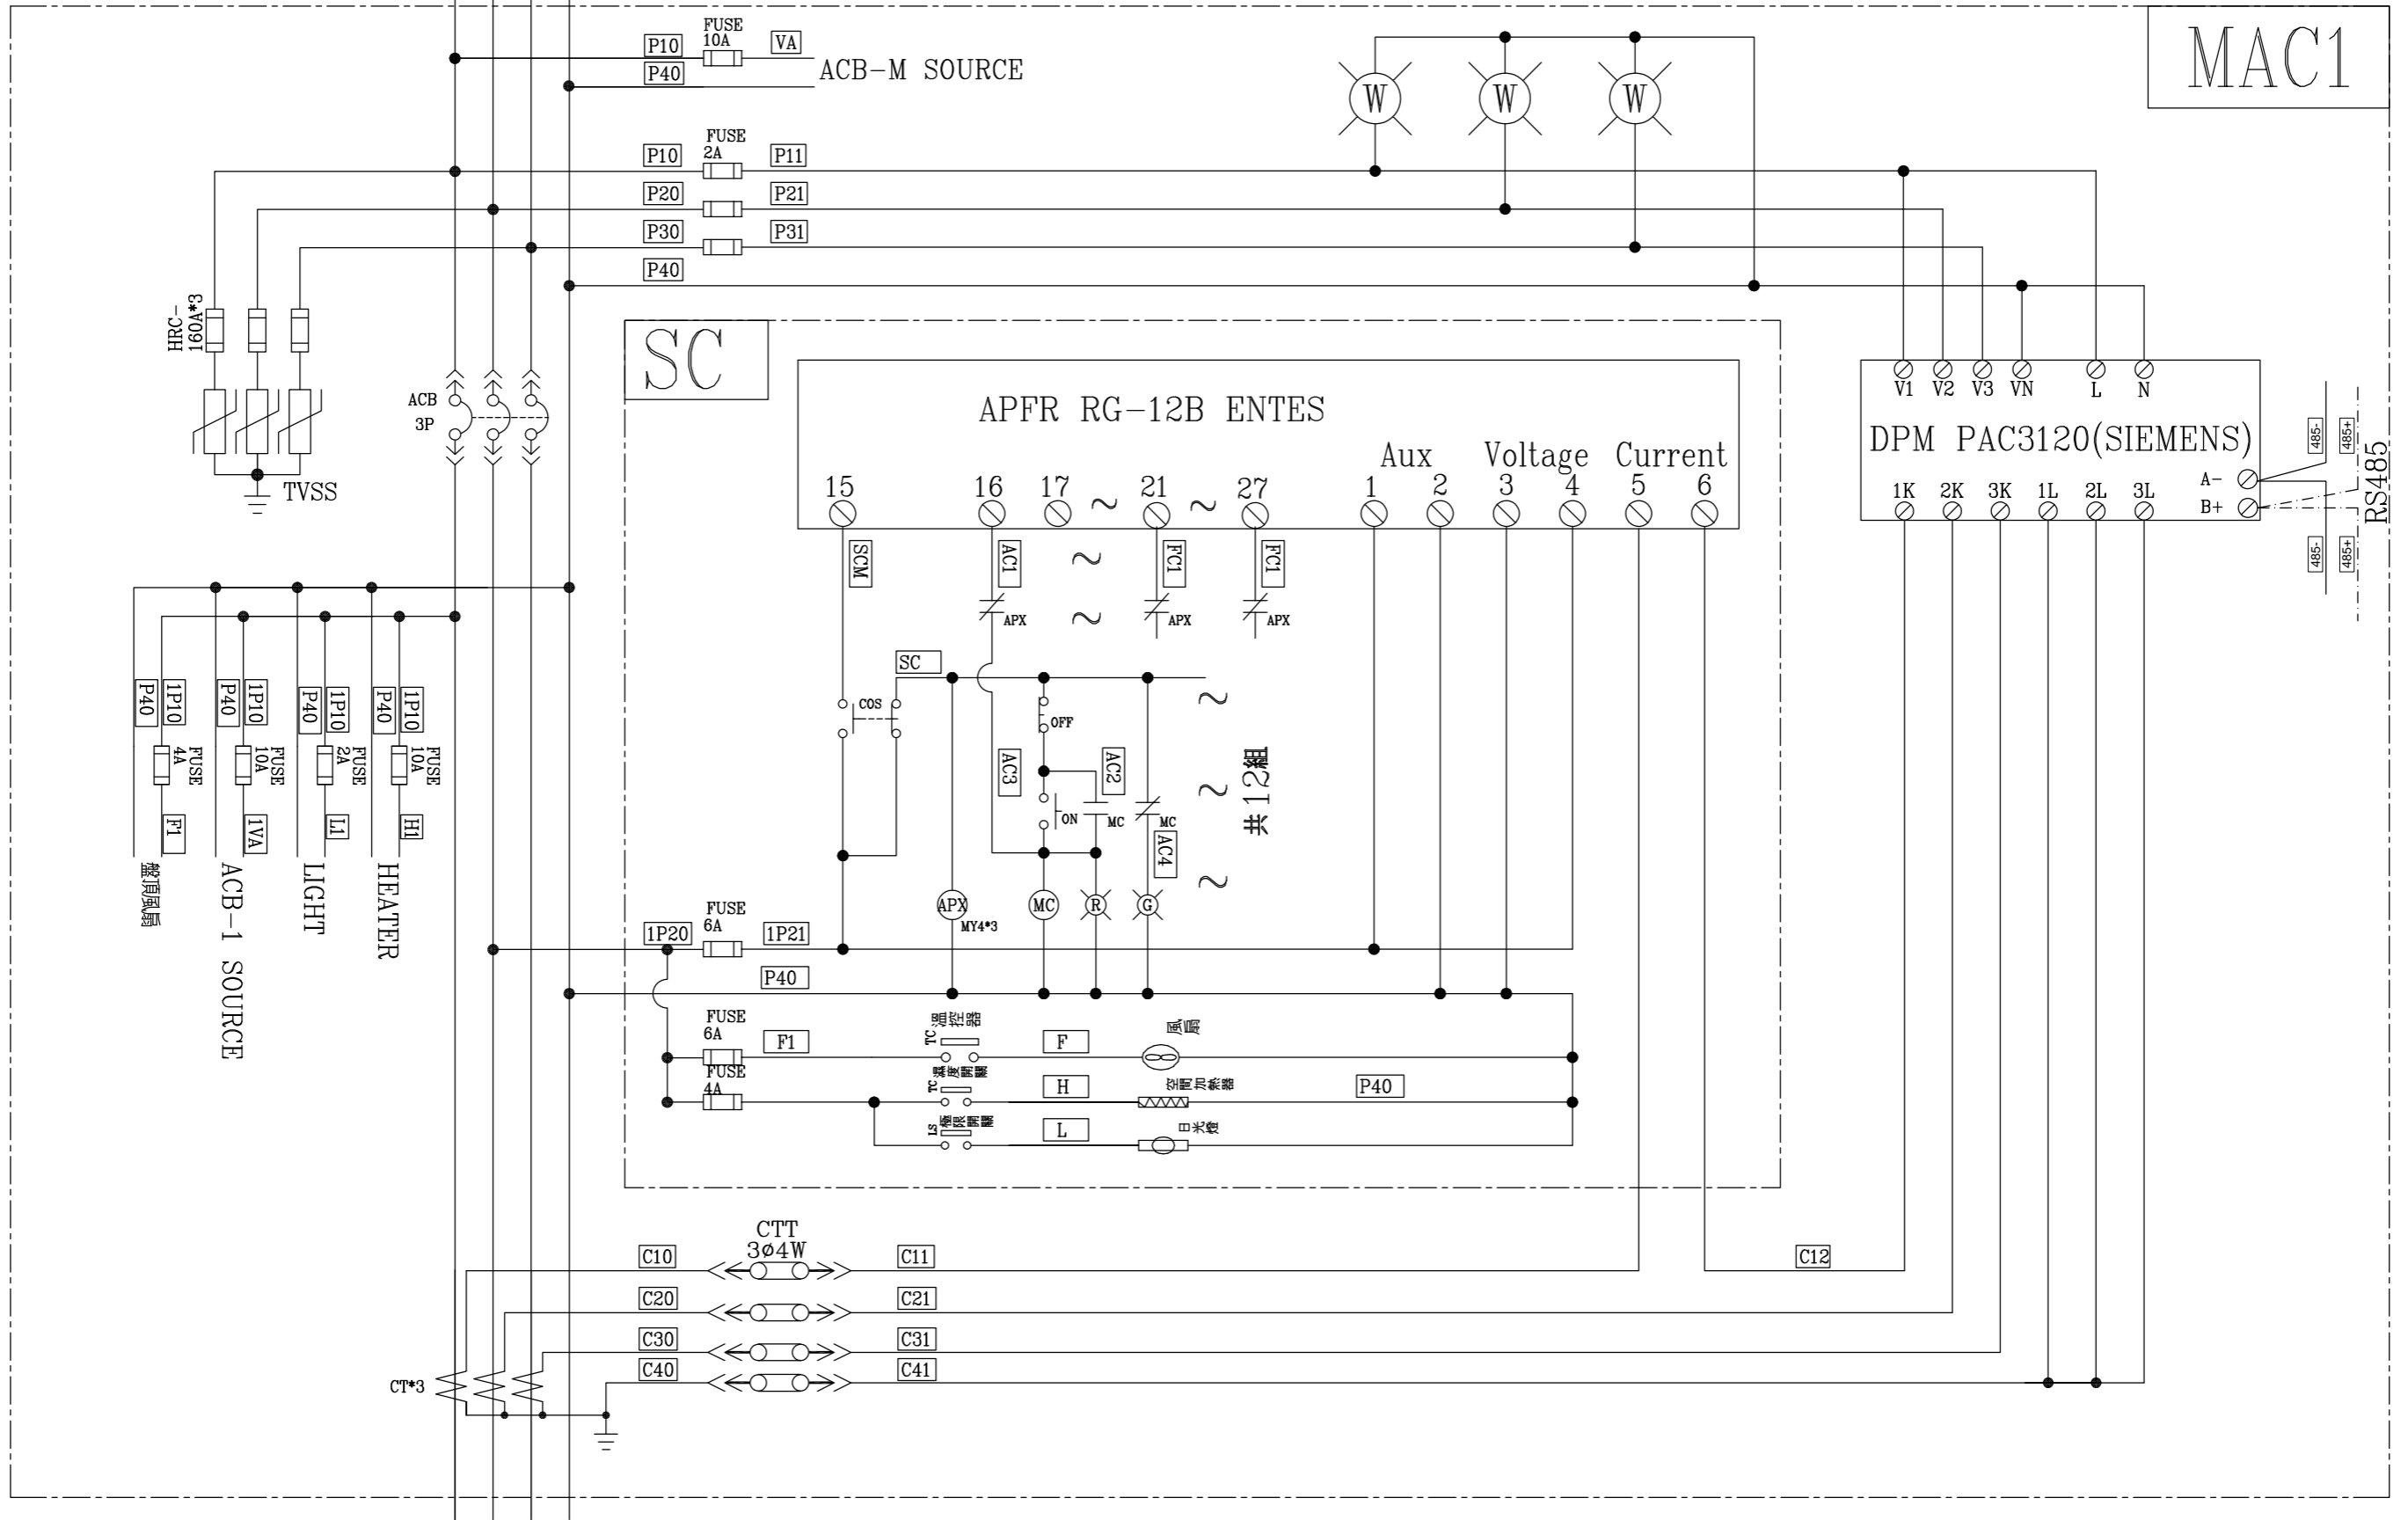 MAC1
P10
FUSE
10A
VA
P40
ACB-M SOURCE
W
W
W
P10
FUSE
2A
P11
P20
P21
P30
P31
P40
HRC-
160A*3
TVSS
ACB
3P
SC
APFR RG-12B ENTES
Aux
Voltage
Current
15
16
17
~
21
~
27
1
2
3
4
5
6
V1
V2
V3
VN
L
N
DPM PAC3120(SIEMENS)
A-
B+
1K
2K
3K
1L
2L
3L
485-
485+
RS485
485-
485+
SCM
AC1
~
FC1
FC1
APX
~
APX
APX
SC
COS
OFF
~
AC3
AC2
ON
MC
MC
AC4
~
共12組
~
APX
MY4*3
MC
R
G
P40
1P10
FUSE
4A
F1
盤頂風扇
P40
1P10
FUSE
10A
1VA
ACB-1 SOURCE
P40
1P10
FUSE
2A
L1
LIGHT
P40
1P10
FUSE
10A
H1
HEATER
1P20
FUSE
6A
1P21
P40
FUSE
6A
F1
TC
溫控器
F
風扇
FUSE
4A
TC
溫度開關
H
空間加熱器
P40
LS
極限開關
L
日光燈
CTT
3ø4W
C10
C11
C12
C20
C21
C30
C31
C40
C41
CT*3